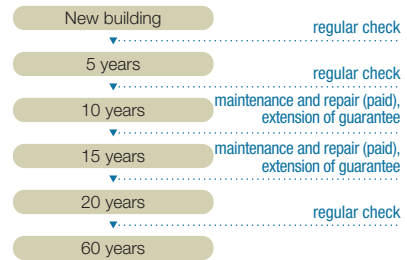 New building
regular check
5 years
regular check
10 years
maintenance and repair (paid),
extension of guarantee
15 years
maintenance and repair (paid),
extension of guarantee
20 years
regular check
60 years